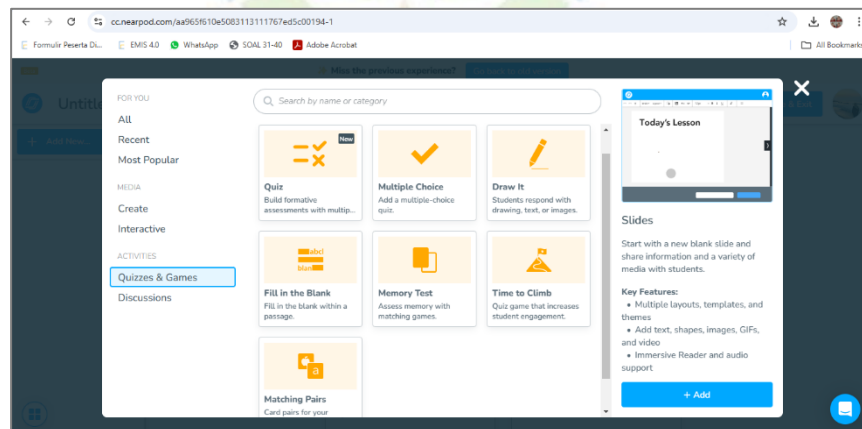 cc.nearpod.com/aa965f610e5083113111767ed5c00194-1
Formulir Peserta Di...
EMIS 4.0
WhatsApp
SOAL 31-40
Adobe Acrobat
All Bookmarks
Miss the previous experience?
Untitle
+ Add New...
FOR YOU
All
Recent
Most Popular
MEDIA
Create
Interactive
ACTIVITIES
Quizzes & Games
Discussions
Search by name or category
New
Quiz
Build formative
assessments with multip...
Multiple Choice
Add a multiple-choice
quiz.
Draw It
Students respond with
drawing, text, or images.
abcl
blan
Fill in the Blank
Fill in the blank within a
passage.
Memory Test
Assess memory with
matching games.
Time to Climb
Quiz game that increases
student engagement.
a
Matching Pairs
Card pairs for your
Today's Lesson
Slides
Start with a new blank slide and
share information and a variety of
media with students.
Key Features:
• Multiple layouts, templates, and
themes
• Add text, shapes, images, GIFs,
and video
• Immersive Reader and audio
support
+ Add